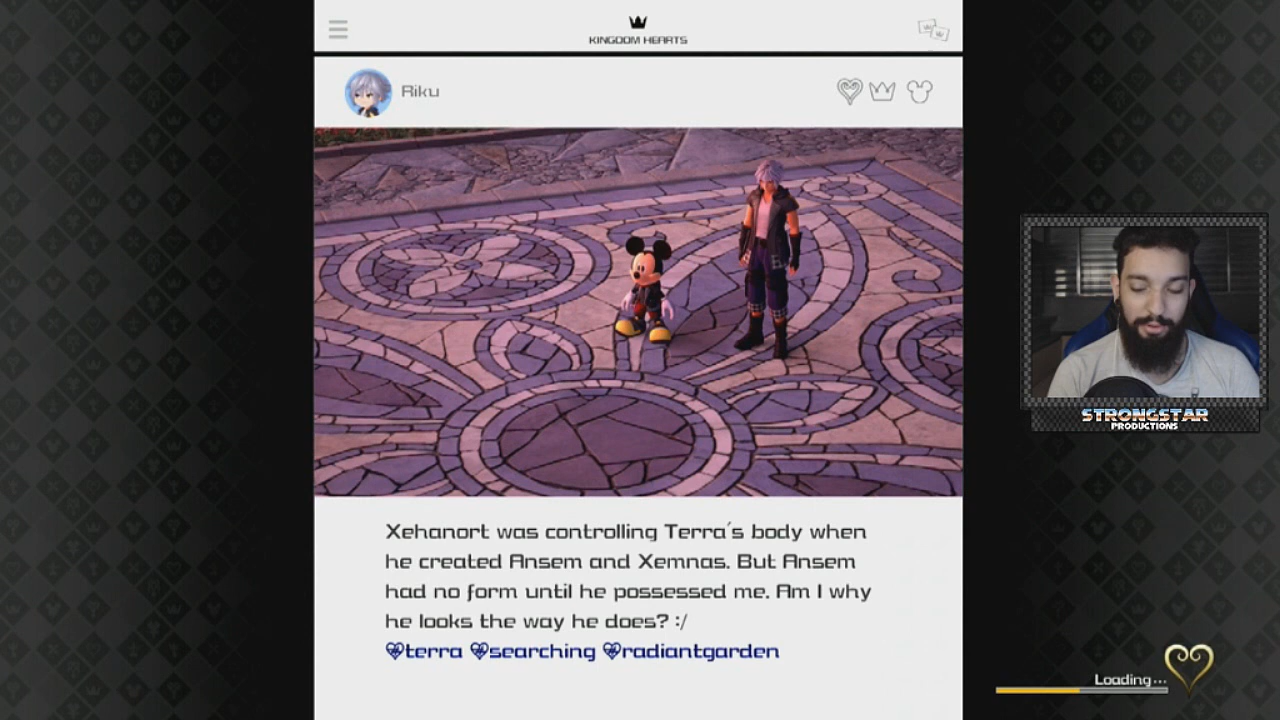 KINGDOM HEARTS
Riku
Xehanort was controlling Terra's body when
he created Ansem and Xemnas. But Ansem
had no form until he possessed me. Am I why
he looks the way he does? :/
terra searching radiantgarden
STRONGSTAR
PRODUCTIONS
Loading...